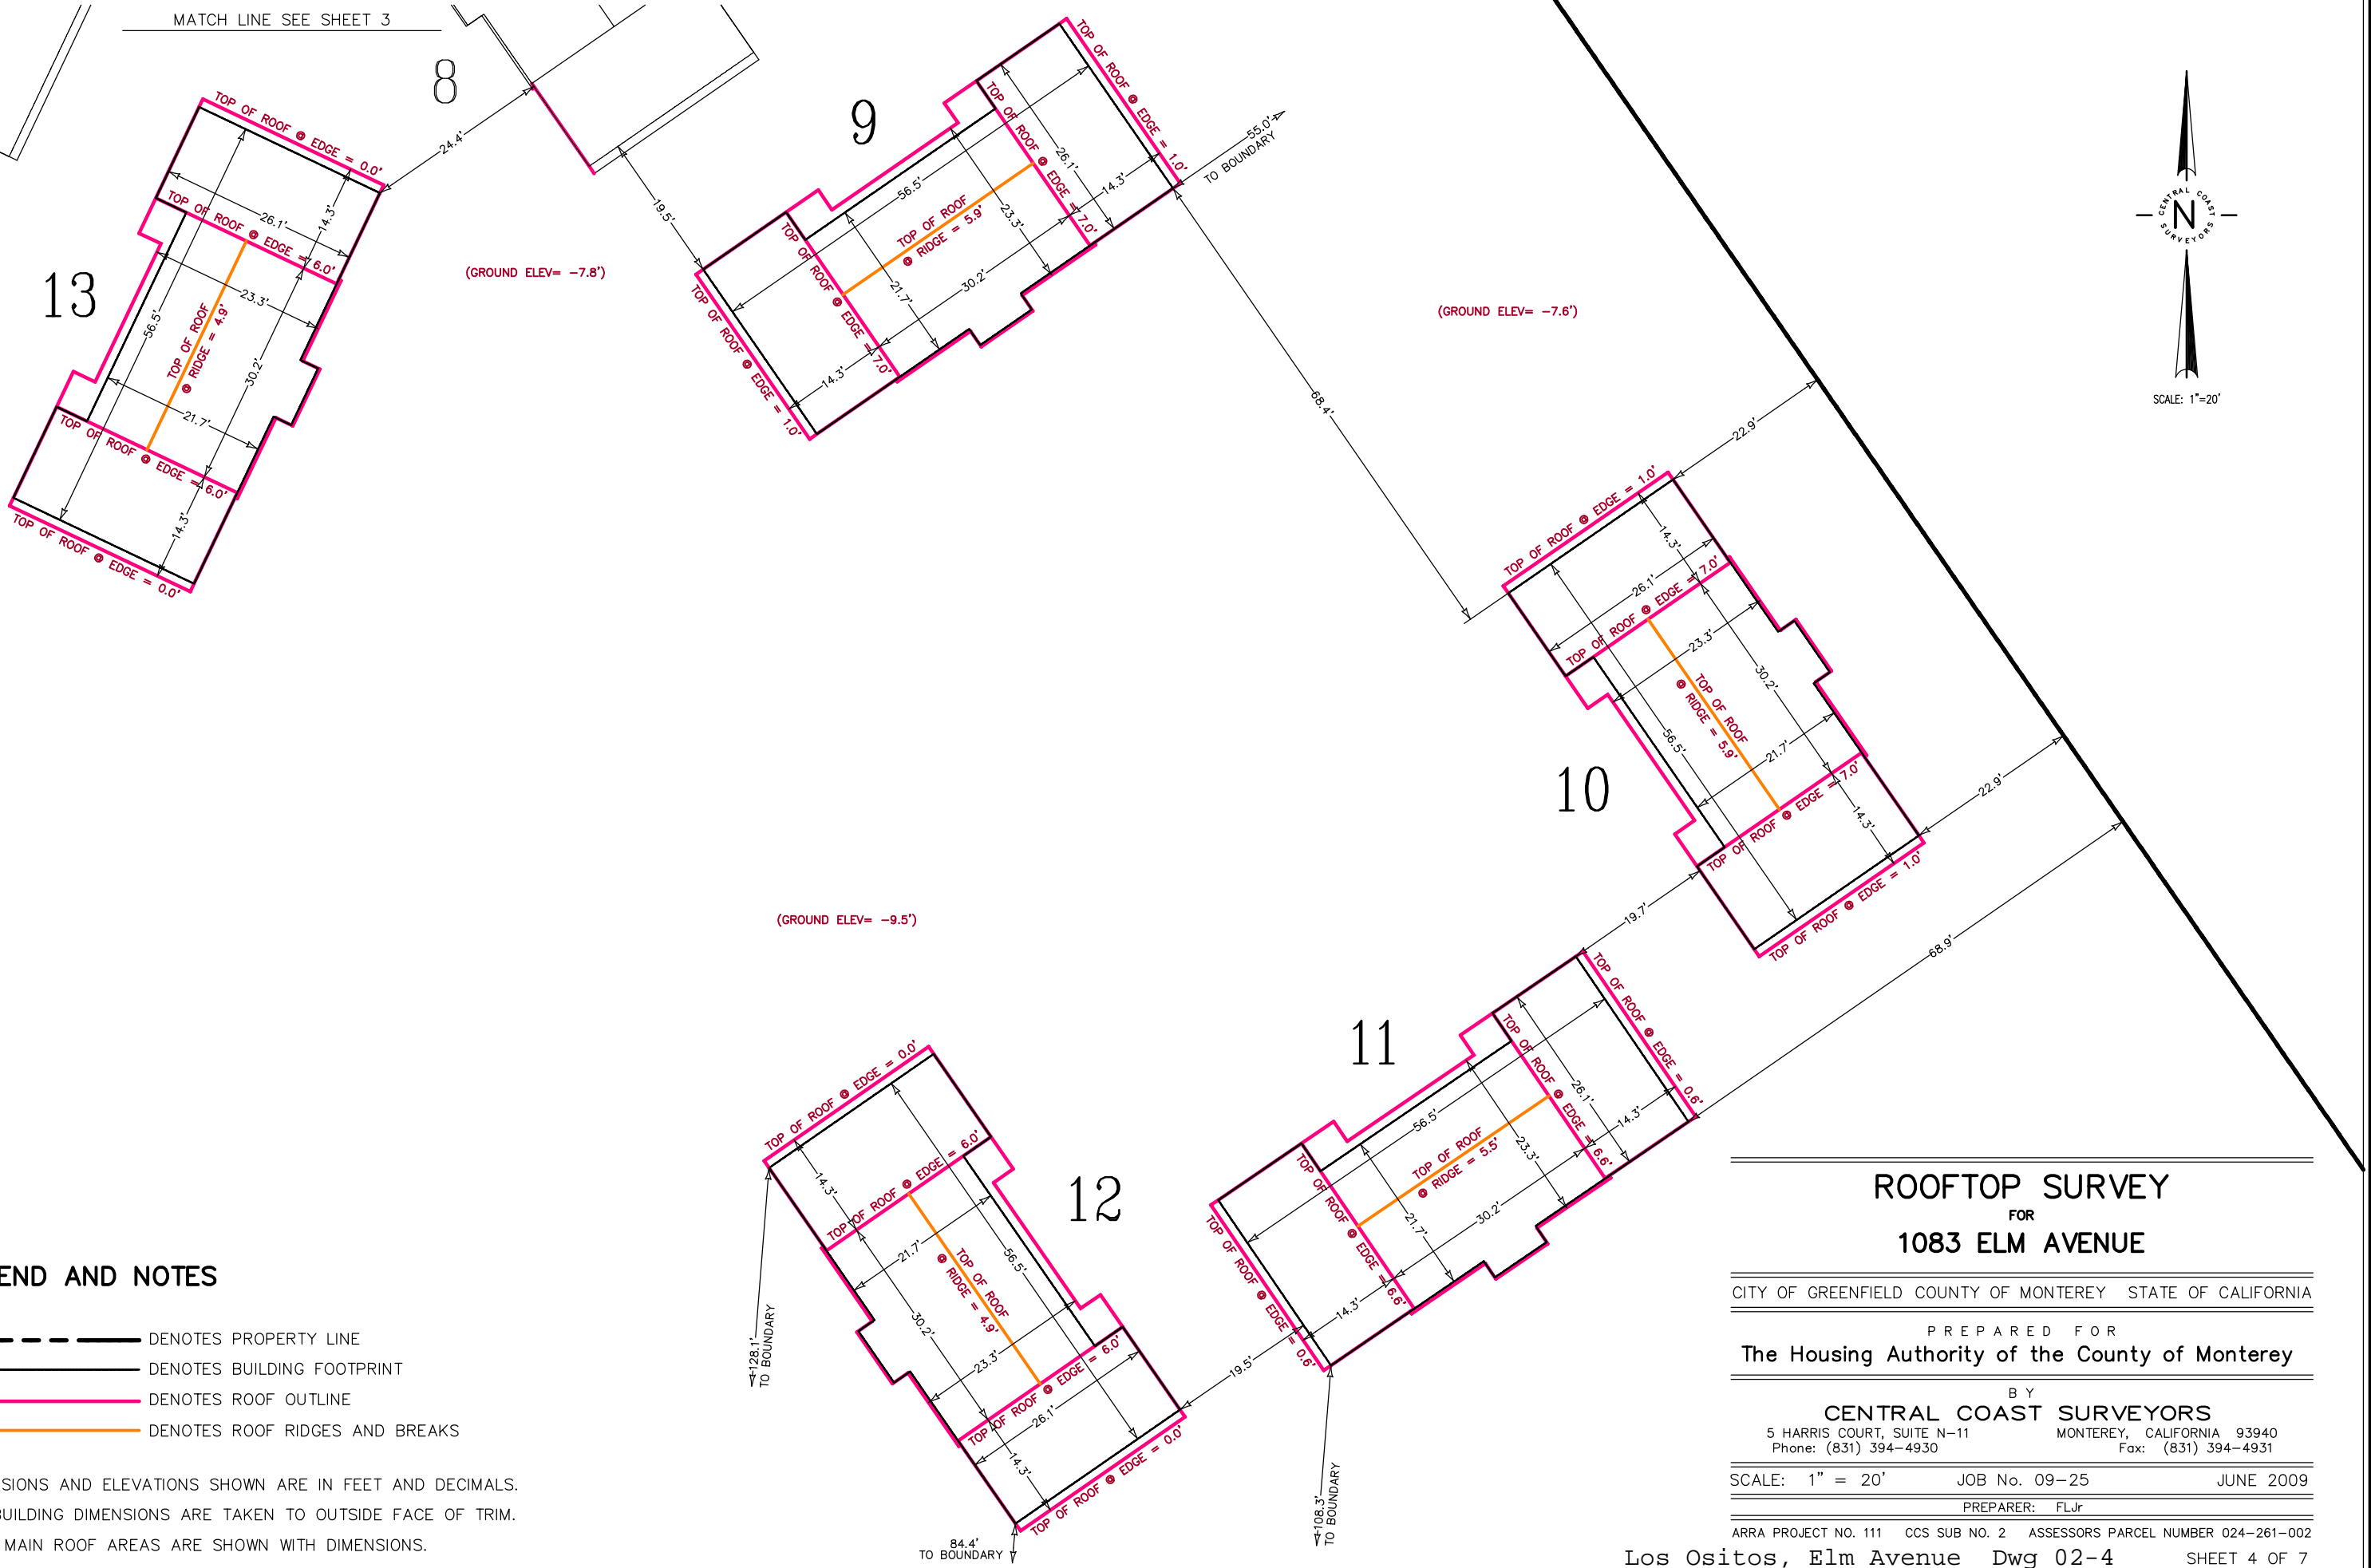 MATCH LINE SEE SHEET 3
8
24.4'
19.5'
9
TOP OF ROOF @ EDGE = 1.0'
TOP OF ROOF @ EDGE = 7.0'
26.1'
14.3'
56.5'
23.3'
TOP OF ROOF
@ RIDGE = 5.9'
30.2'
21.7'
TOP OF ROOF @ EDGE = 7.0'
14.3'
TOP OF ROOF @ EDGE = 1.0'
55.0'
TO BOUNDARY
13
TOP OF ROOF @ EDGE = 0.0'
26.1'
14.3'
TOP OF ROOF @ EDGE = 6.0'
23.3'
56.5'
TOP OF ROOF
@ RIDGE = 4.9'
30.2'
21.7'
TOP OF ROOF @ EDGE = 6.0'
14.3'
TOP OF ROOF @ EDGE = 0.0'
(GROUND ELEV= -7.8')
(GROUND ELEV= -7.6')
CENTRAL COAST
N
SURVEYORS
SCALE: 1"=20'
68.4'
22.9'
10
TOP OF ROOF @ EDGE = 1.0'
14.3'
26.1'
TOP OF ROOF @ EDGE = 7.0'
23.3'
30.2'
TOP OF ROOF
@ RIDGE = 5.9'
56.5'
21.7'
TOP OF ROOF @ EDGE = 7.0'
14.3'
TOP OF ROOF @ EDGE = 1.0'
22.9'
19.7'
68.9'
(GROUND ELEV= -9.5')
11
TOP OF ROOF @ EDGE = 0.6'
TOP OF ROOF @ EDGE = 6.6'
26.1'
14.3'
56.5'
23.3'
TOP OF ROOF
@ RIDGE = 5.5'
30.2'
21.7'
TOP OF ROOF @ EDGE = 6.6'
14.3'
TOP OF ROOF @ EDGE = 0.6'
19.5'
108.3'
TO BOUNDARY
12
TOP OF ROOF @ EDGE = 0.0'
14.3'
TOP OF ROOF @ EDGE = 6.0'
21.7'
56.5'
TOP OF ROOF
@ RIDGE = 4.9'
30.2'
23.3'
TOP OF ROOF @ EDGE = 6.0'
26.1'
14.3'
TOP OF ROOF @ EDGE = 0.0'
128.1'
TO BOUNDARY
84.4'
TO BOUNDARY
END AND NOTES
DENOTES PROPERTY LINE
DENOTES BUILDING FOOTPRINT
DENOTES ROOF OUTLINE
DENOTES ROOF RIDGES AND BREAKS
SIONS AND ELEVATIONS SHOWN ARE IN FEET AND DECIMALS.
BUILDING DIMENSIONS ARE TAKEN TO OUTSIDE FACE OF TRIM.
MAIN ROOF AREAS ARE SHOWN WITH DIMENSIONS.
ROOFTOP SURVEY
FOR
1083 ELM AVENUE
CITY OF GREENFIELD COUNTY OF MONTEREY STATE OF CALIFORNIA
PREPARED FOR
The Housing Authority of the County of Monterey
BY
CENTRAL COAST SURVEYORS
5 HARRIS COURT, SUITE N-11 MONTEREY, CALIFORNIA 93940
Phone: (831) 394-4930 Fax: (831) 394-4931
SCALE: 1" = 20' JOB No. 09-25 JUNE 2009
PREPARER: FLJr
ARRA PROJECT NO. 111 CCS SUB NO. 2 ASSESSORS PARCEL NUMBER 024-261-002
Los Ositos, Elm Avenue Dwg 02-4 SHEET 4 OF 7